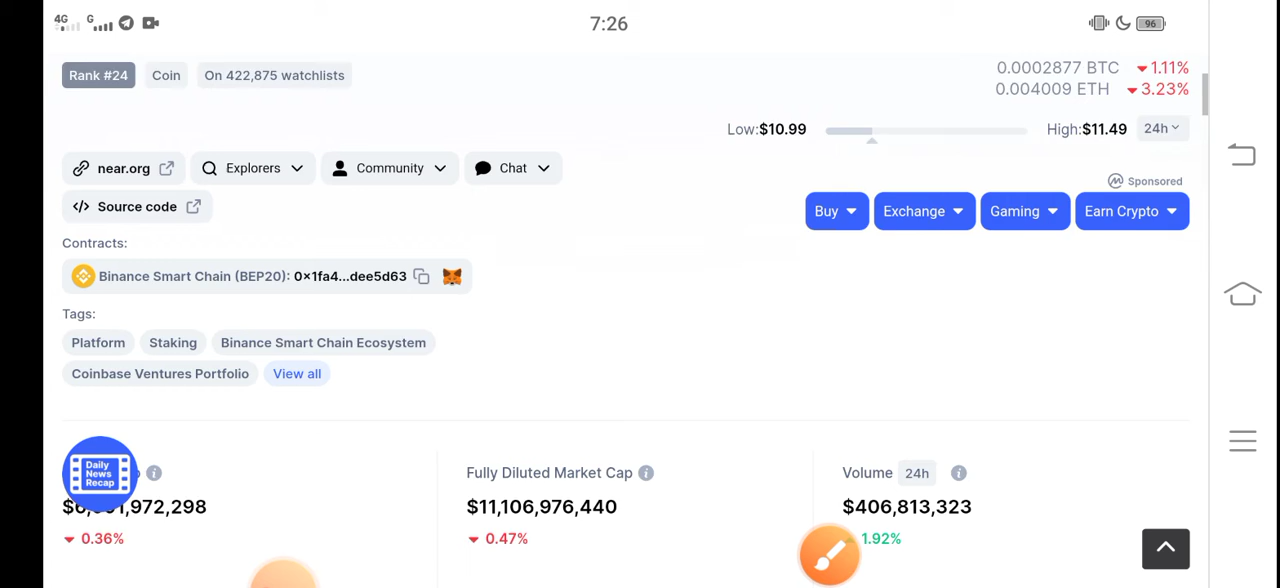 4G G 7:26 96
Rank #24 Coin On 422,875 watchlists
0.0002877 BTC 1.11%
0.004009 ETH 3.23%
Low:$10.99 High:$11.49 24h
near.org Explorers Community Chat
Sponsored
Source code
Buy Exchange Gaming Earn Crypto
Contracts:
Binance Smart Chain (BEP20): 0x1fa4...dee5d63
Tags:
Platform Staking Binance Smart Chain Ecosystem
Coinbase Ventures Portfolio View all
Daily
News
Recap
Fully Diluted Market Cap Volume 24h
$11,106,976,440 $406,813,323
0.36% 0.47% 1.92%